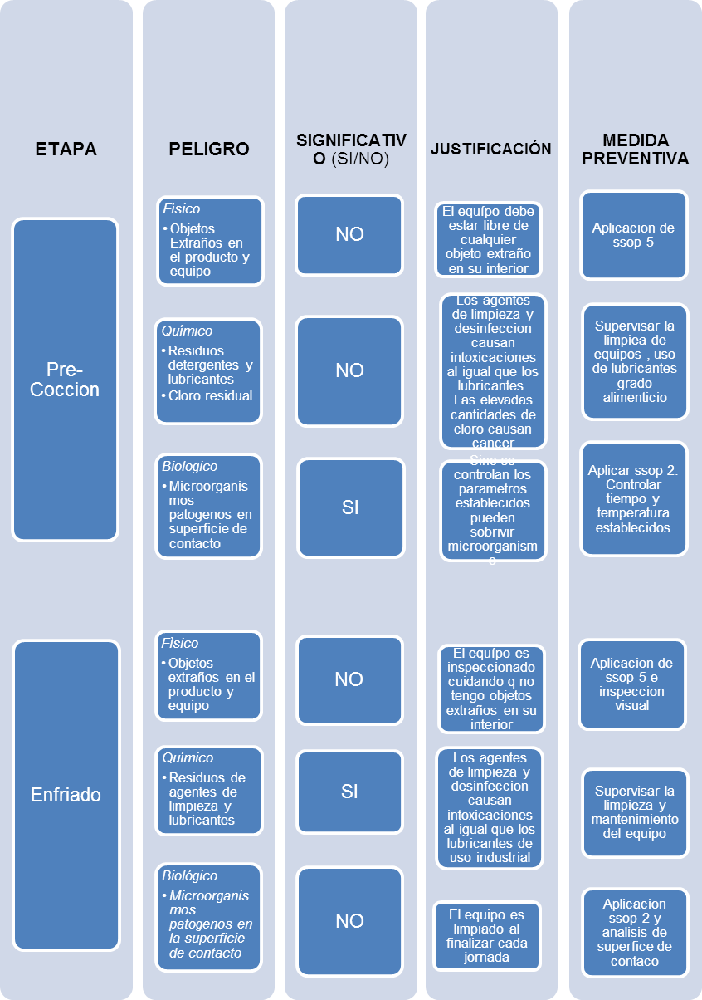 ETAPA
PELIGRO
SIGNIFICATIV
O (SI/NO)
JUSTIFICACIÓN
MEDIDA
PREVENTIVA
Pre-
Coccion
Físico
• Objetos
Extraños en
el producto y
equipo
NO
El equípo debe
estar libre de
cualquier
objeto extraño
en su interior
Aplicacion de
ssop 5
Químico
• Residuos
detergentes y
lubricantes
• Cloro residual
NO
Los agentes
de limpieza y
desinfeccion
causan
intoxicaciones
al igual que los
lubricantes.
Las elevadas
cantidades de
cloro causan
cancer
Supervisar la
limpiea de
equipos , uso
de lubricantes
grado
alimenticio
Biologico
• Microorganis
mos
patogenos en
superficie de
contacto
SI
Sino se
controlan los
parametros
establecidos
pueden
sobrivir
microorganism
s
Aplicar ssop 2.
Controlar
tiempo y
temperatura
establecidos
Enfriado
Fìsico
• Objetos
extraños en el
producto y
equipo
NO
El equípo es
inspeccionado
cuidando q no
tengo objetos
extraños en su
interior
Aplicacion de
ssop 5 e
inspeccion
visual
Químico
• Residuos de
agentes de
limpieza y
lubricantes
SI
Los agentes
de limpieza y
desinfeccion
causan
intoxicaciones
al igual que los
lubricantes de
uso industrial
Supervisar la
limpieza y
mantenimiento
del equipo
Biológico
• Microorganis
mos
patogenos en
la superficie
de contacto
NO
El equipo es
limpiado al
finalizar cada
jornada
Aplicacion
ssop 2 y
analisis de
superfice de
contaco